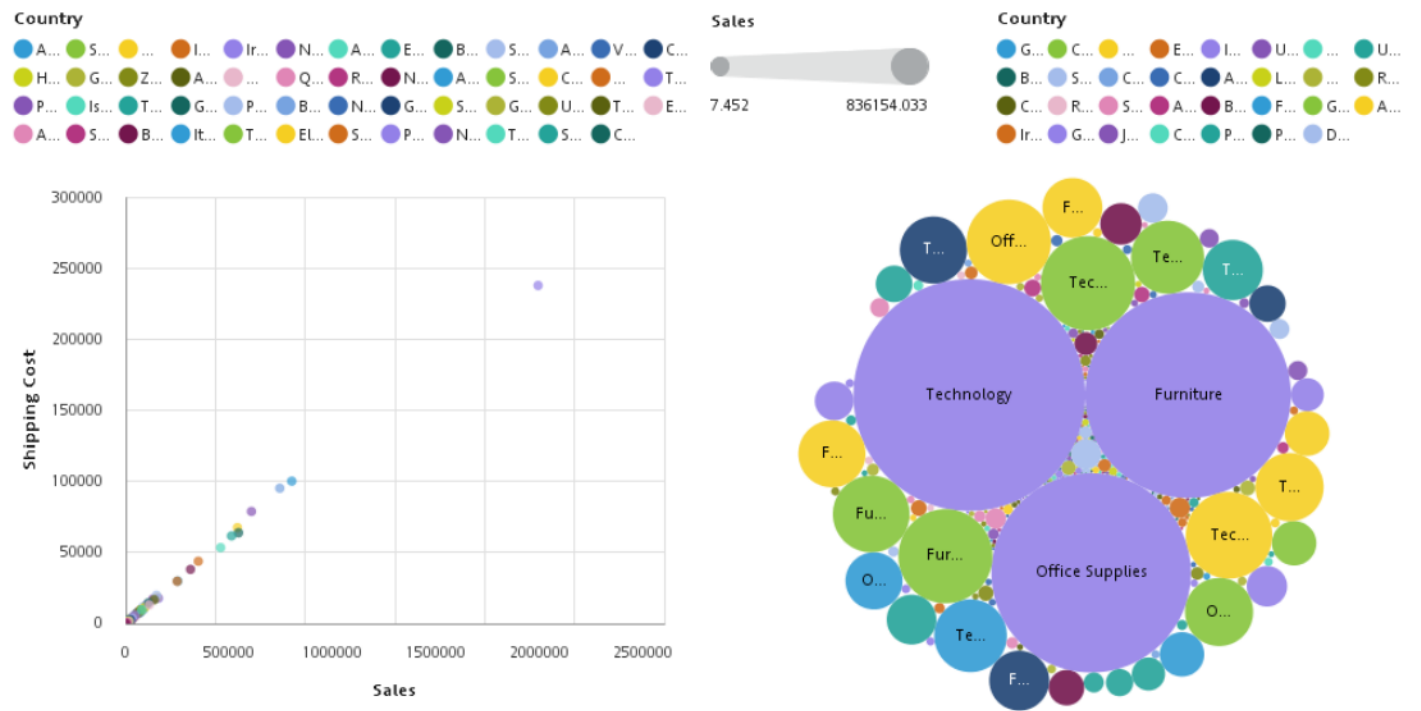 Country
A... S... ... I... Ir... N... A... E... B... S... A... V... C...
H... G... Z... A... ... Q... R... N... A... S... C... ... T...
P... Is... T... G... P... B... N... G... S... G... U... T... E...
A... S... B... It... T... El... S... P... N... T... S... C...
Sales
7.452 836154.033
Country
G... C... ... E... I... U... ... U...
B... S... C... C... A... L... ... R...
C... R... S... A... B... F... G... A...
Ir... G... J... C... P... P... D...
300000
250000
200000
150000
100000
50000
0
Shipping Cost
0 500000 1000000 1500000 2000000 2500000
Sales
F...
Off...
T...
Te...
T...
Tec...
Technology
Furniture
F...
T...
Fu...
Tec...
Fur...
Office Supplies
O...
O...
Te...
F...